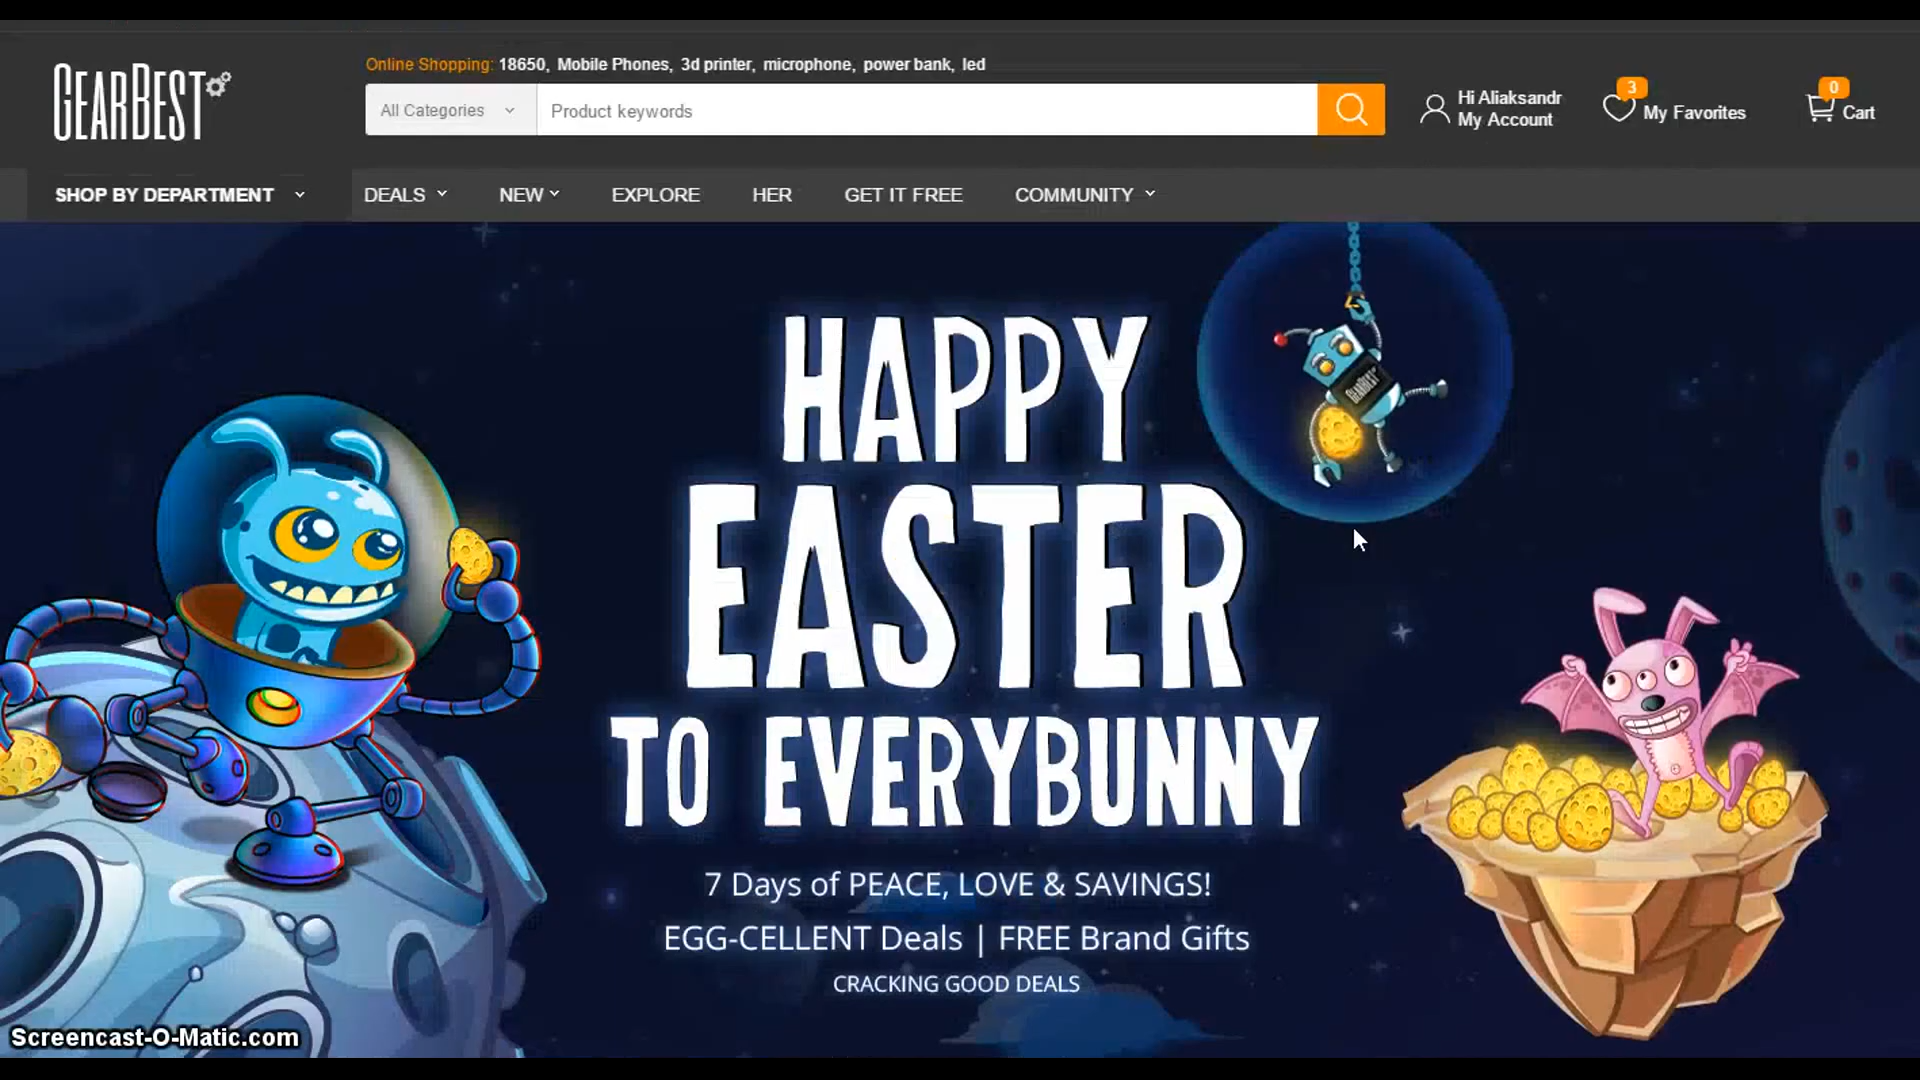 GEARBEST
Online Shopping: 18650, Mobile Phones, 3d printer, microphone, power bank, led
All Categories
Product keywords
Hi Aliaksandr
My Account
3
My Favorites
0
Cart
SHOP BY DEPARTMENT
DEALS
NEW
EXPLORE
HER
GET IT FREE
COMMUNITY
GEARBEST
HAPPY
EASTER
TO EVERYBUNNY
7 Days of PEACE, LOVE & SAVINGS!
EGG-CELLENT Deals | FREE Brand Gifts
CRACKING GOOD DEALS
Screencast-O-Matic.com